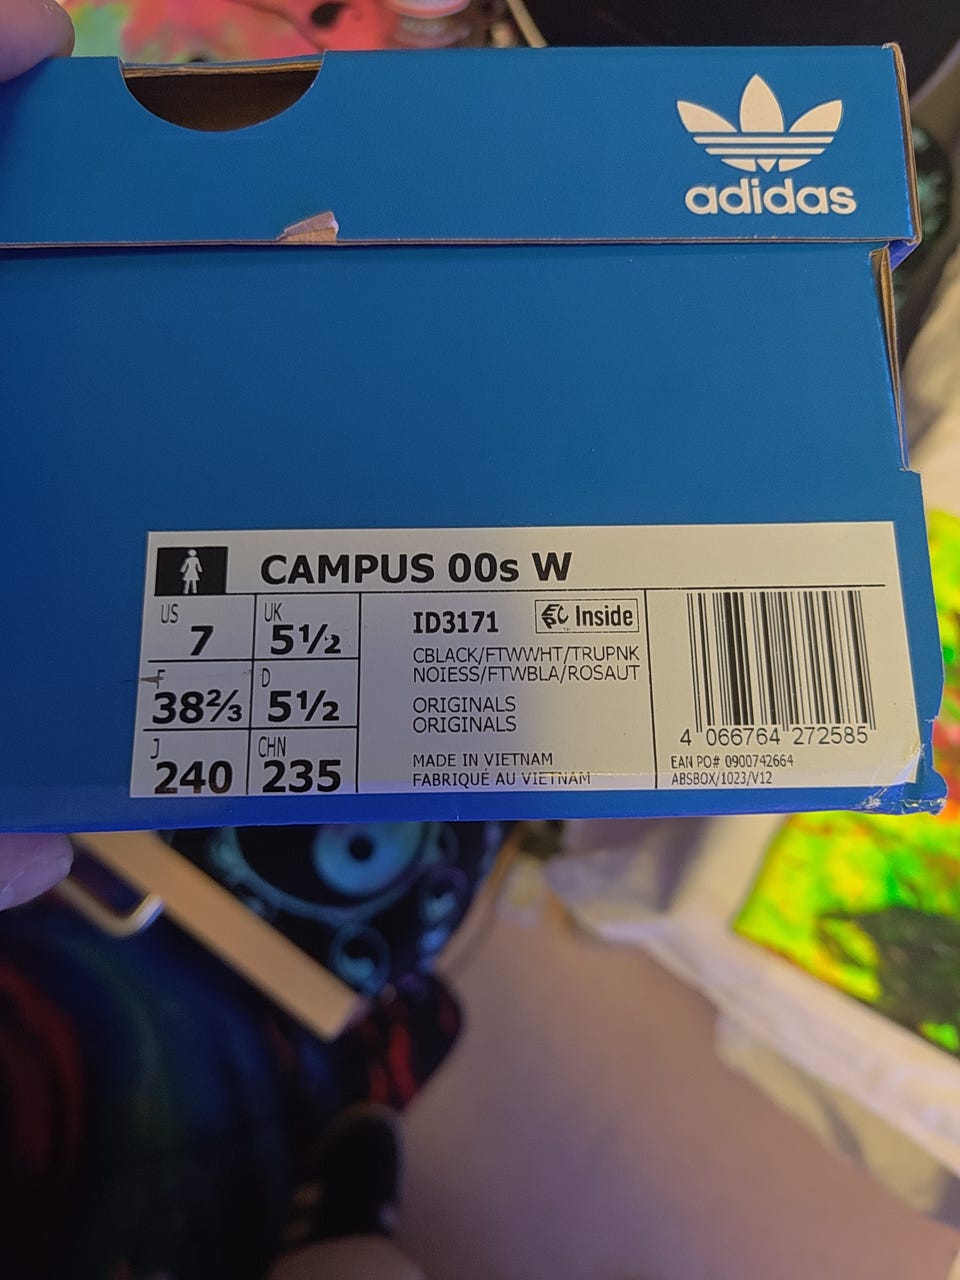 adidas
CAMPUS 00s W
US
7
UK
5½
F
38⅔
D
5½
J
240
CHN
235
ID3171
Inside
CBLACK/FTWWHT/TRUPNK
NOIESS/FTWBLA/ROSAUT
ORIGINALS
ORIGINALS
MADE IN VIETNAM
FABRIQUÉ AU VIETNAM
4 066764 272585
EAN PO# 0900742664
ABSBOX/1023/V12